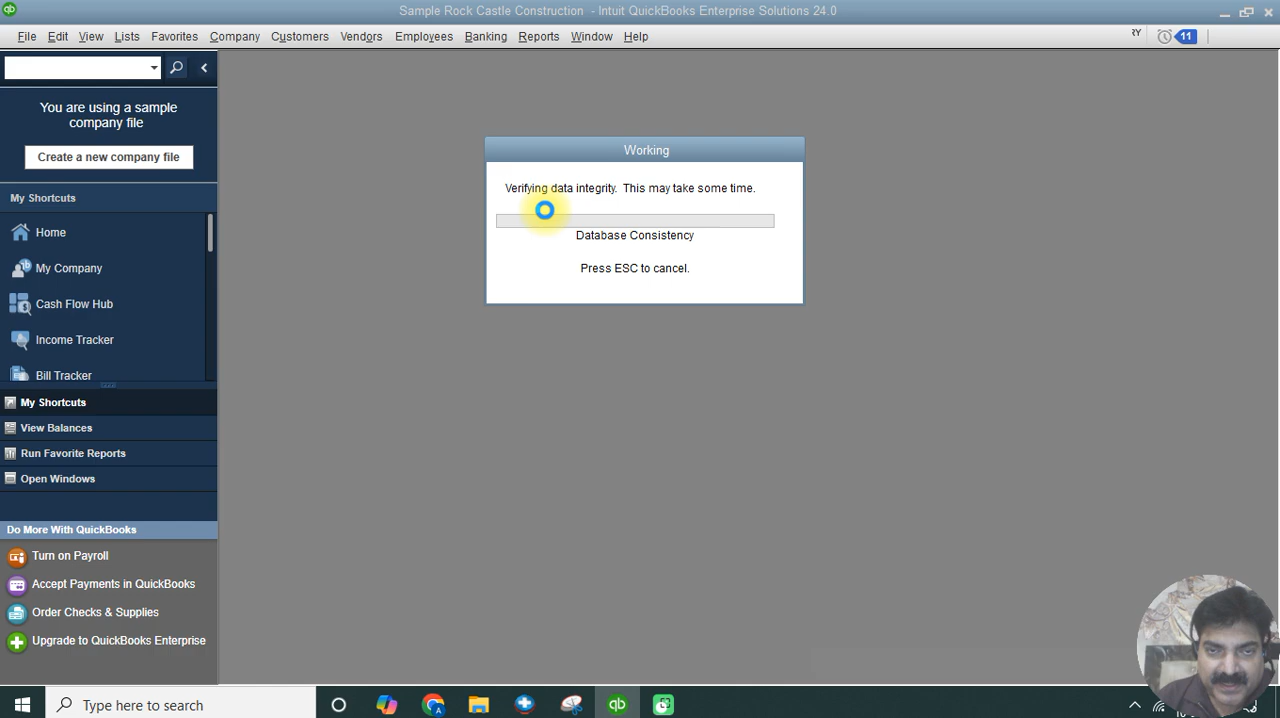 Sample Rock Castle Construction - Intuit QuickBooks Enterprise Solutions 24.0
File Edit View Lists Favorites Company Customers Vendors Employees Banking Reports Window Help
RY
11
You are using a sample
company file
Create a new company file
My Shortcuts
Home
My Company
Cash Flow Hub
Income Tracker
Bill Tracker
My Shortcuts
View Balances
Run Favorite Reports
Open Windows
Do More With QuickBooks
Turn on Payroll
Accept Payments in QuickBooks
Order Checks & Supplies
Upgrade to QuickBooks Enterprise
Working
Verifying data integrity. This may take some time.
Database Consistency
Press ESC to cancel.
Type here to search